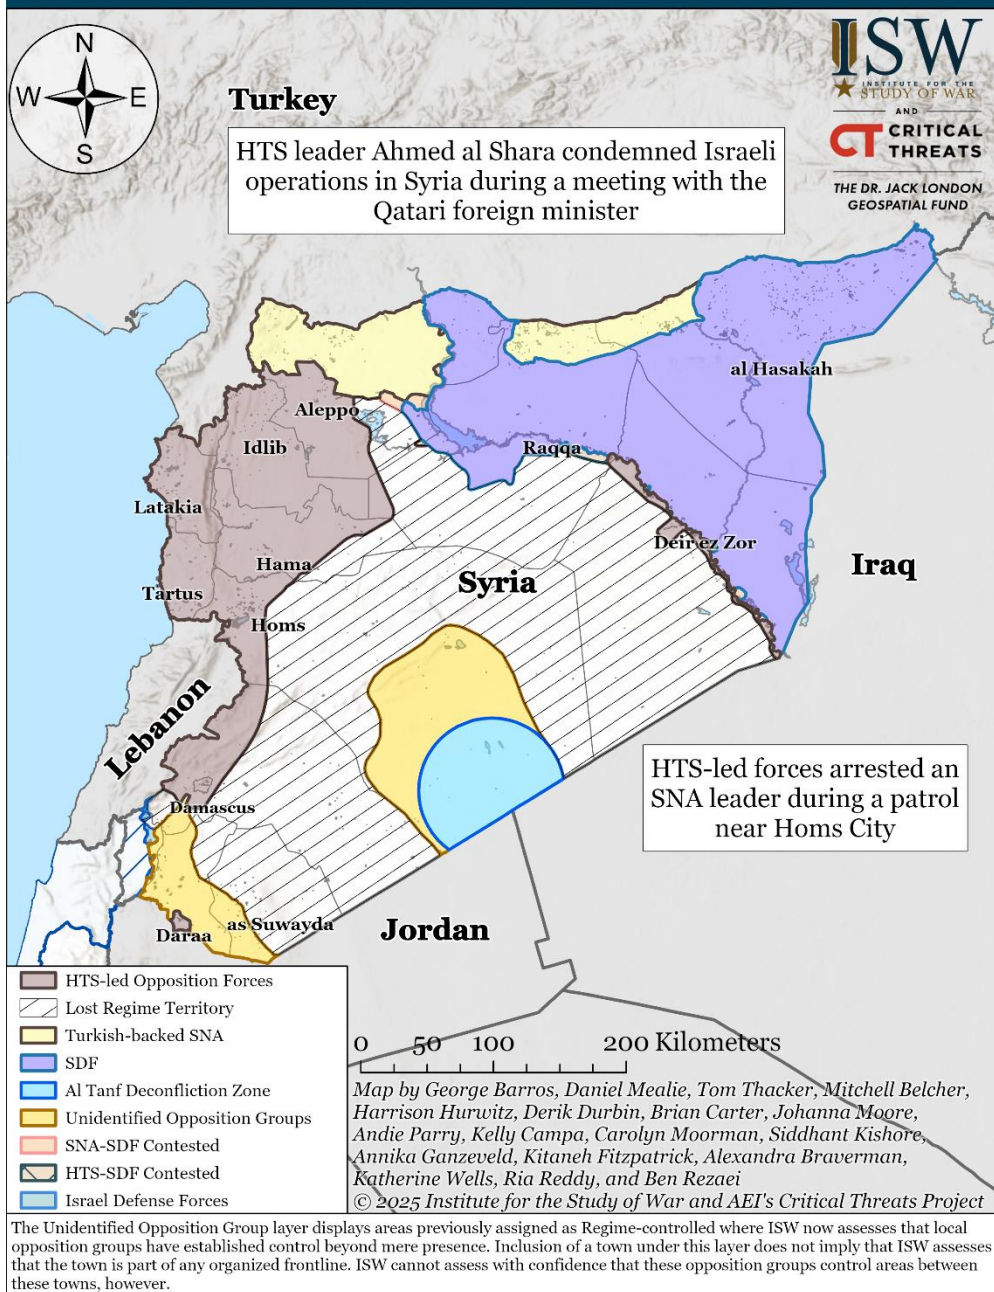 N
W
E
S
ISW
INSTITUTE FOR THE
STUDY OF WAR
AND
CT CRITICAL
THREATS
THE DR. JACK LONDON
GEOSPATIAL FUND
Turkey
HTS leader Ahmed al Shara condemned Israeli
operations in Syria during a meeting with the
Qatari foreign minister
al Hasakah
Aleppo
Idlib
Raqqa
Latakia
Deir ez Zor
Hama
Iraq
Syria
Tartus
Homs
Lebanon
HTS-led forces arrested an
SNA leader during a patrol
near Homs City
Damascus
as Suwayda
Daraa
Jordan
HTS-led Opposition Forces
Lost Regime Territory
Turkish-backed SNA
SDF
Al Tanf Deconfliction Zone
Unidentified Opposition Groups
SNA-SDF Contested
HTS-SDF Contested
Israel Defense Forces
0 50 100 200 Kilometers
Map by George Barros, Daniel Mealie, Tom Thacker, Mitchell Belcher,
Harrison Hurwitz, Derik Durbin, Brian Carter, Johanna Moore,
Andie Parry, Kelly Campa, Carolyn Moorman, Siddhant Kishore,
Annika Ganzeveld, Kitaneh Fitzpatrick, Alexandra Braverman,
Katherine Wells, Ria Reddy, and Ben Rezaei
© 2025 Institute for the Study of War and AEI's Critical Threats Project
The Unidentified Opposition Group layer displays areas previously assigned as Regime-controlled where ISW now assesses that local
opposition groups have established control beyond mere presence. Inclusion of a town under this layer does not imply that ISW assesses
that the town is part of any organized frontline. ISW cannot assess with confidence that these opposition groups control areas between
these towns, however.